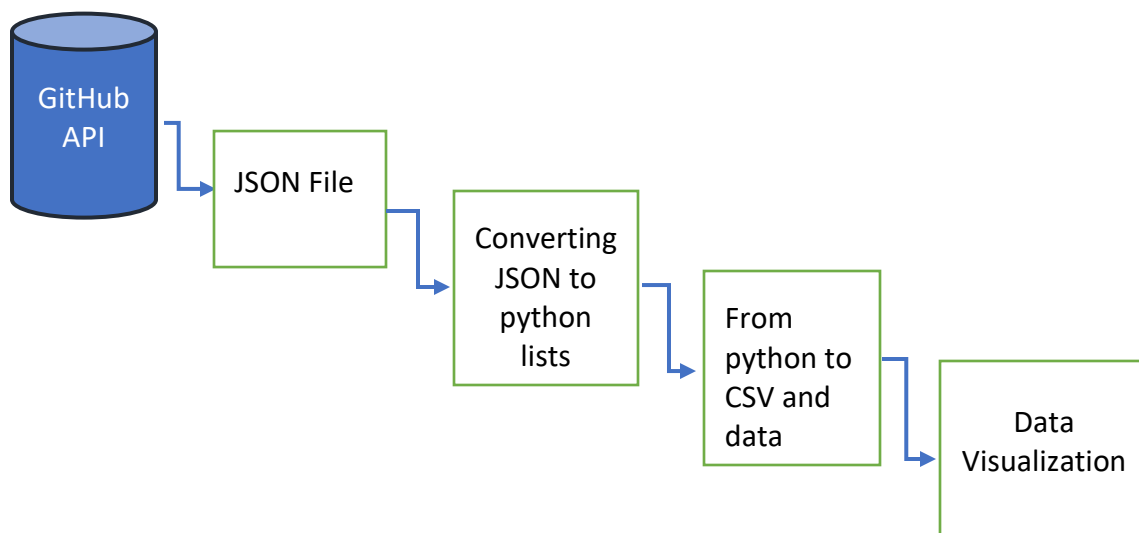 GitHub
API
JSON File
Converting
JSON to
python
lists
From
python to
CSV and
data
Data
Visualization